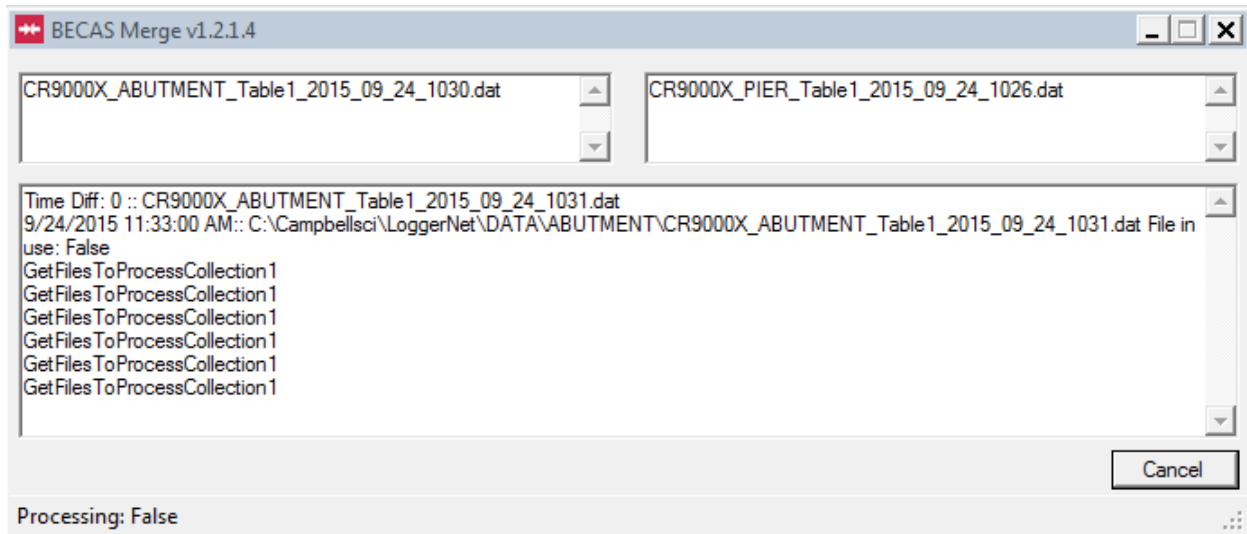 BECAS Merge v1.2.1.4
CR9000X_ABUTMENT_Table1_2015_09_24_1030.dat
CR9000X_PIER_Table1_2015_09_24_1026.dat
Time Diff: 0 :: CR9000X_ABUTMENT_Table1_2015_09_24_1031.dat
9/24/2015 11:33:00 AM:: C:\Campbellsci\LoggerNet\DATA\ABUTMENT\CR9000X_ABUTMENT_Table1_2015_09_24_1031.dat File in
use: False
GetFilesToProcessCollection1
GetFilesToProcessCollection1
GetFilesToProcessCollection1
GetFilesToProcessCollection1
GetFilesToProcessCollection1
GetFilesToProcessCollection1
Cancel
Processing: False